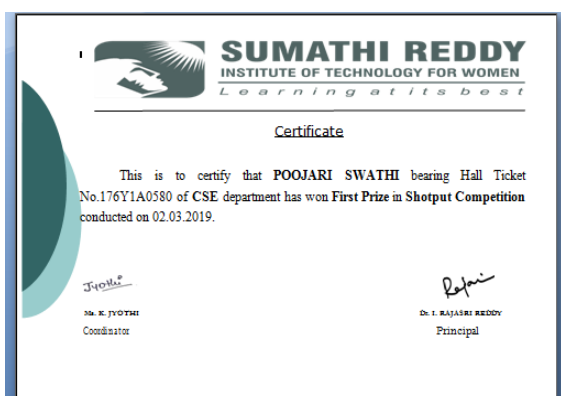 SUMATHI REDDY
INSTITUTE OF TECHNOLOGY FOR WOMEN
Learning at its best
Certificate
This is to certify that POOJARI SWATHI bearing Hall Ticket
No.176Y1A0580 of CSE department has won First Prize in Shotput Competition
conducted on 02.03.2019.
Jyothi
Rajasri
Ms. K. JYOTHI
Dr. I. RAJASRI REDDY
Coordinator
Principal